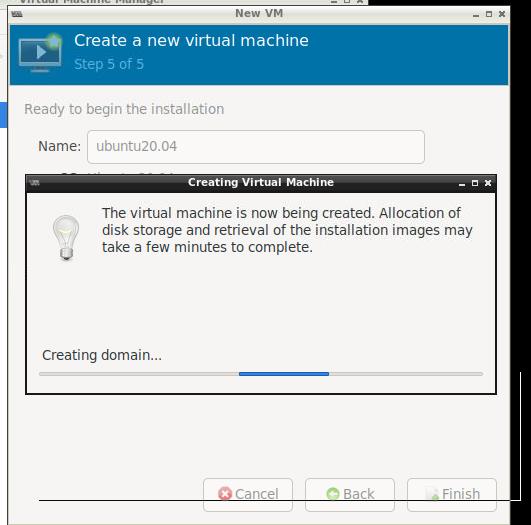 Virtual Machine Manager
New VM
Create a new virtual machine
Step 5 of 5
Ready to begin the installation
Name: ubuntu20.04
Creating Virtual Machine
The virtual machine is now being created. Allocation of
disk storage and retrieval of the installation images may
take a few minutes to complete.
Creating domain...
Cancel Back Finish